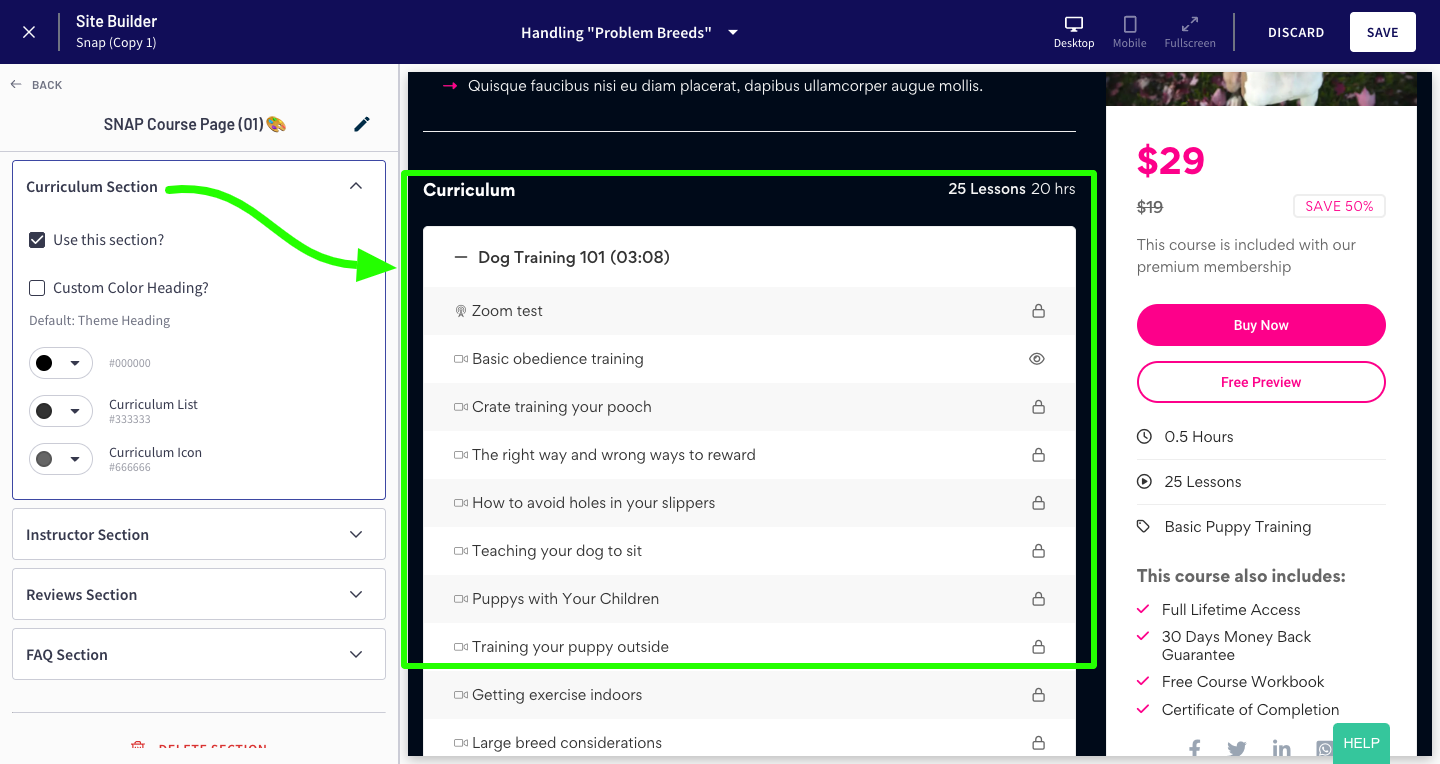 Site Builder
Snap (Copy 1)
Handling "Problem Breeds"
Desktop
Mobile
Fullscreen
DISCARD
SAVE
BACK
SNAP Course Page (01)🎨
Curriculum Section
Use this section?
Custom Color Heading?
Default: Theme Heading
#000000
Curriculum List
#333333
Curriculum Icon
#666666
Instructor Section
Reviews Section
FAQ Section
DELETE SECTION
Quisque faucibus nisi eu diam placerat, dapibus ullamcorper augue mollis.
Curriculum
25 Lessons 20 hrs
Dog Training 101 (03:08)
Zoom test
Basic obedience training
Crate training your pooch
The right way and wrong ways to reward
How to avoid holes in your slippers
Teaching your dog to sit
Puppys with Your Children
Training your puppy outside
Getting exercise indoors
Large breed considerations
$29
$19
SAVE 50%
This course is included with our
premium membership
Buy Now
Free Preview
0.5 Hours
25 Lessons
Basic Puppy Training
This course also includes:
Full Lifetime Access
30 Days Money Back
Guarantee
Free Course Workbook
Certificate of Completion
HELP